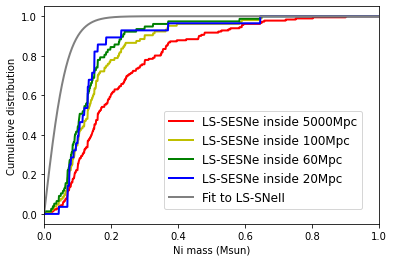 Cumulative distribution
1.0
0.8
0.6
0.4
0.2
0.0
LS-SESNe inside 5000Mpc
LS-SESNe inside 100Mpc
LS-SESNe inside 60Mpc
LS-SESNe inside 20Mpc
Fit to LS-SNeII
0.0 0.2 0.4 0.6 0.8 1.0
Ni mass (Msun)